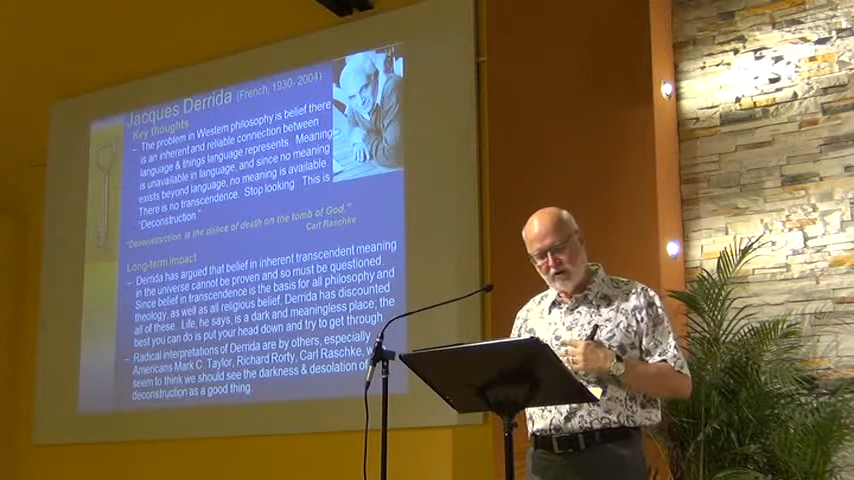 Jacques Derrida (French, 1930-2004)
Key thoughts
– The problem in Western philosophy is belief there
is an inherent and reliable connection between
language & things language represents. Meaning
is unavailable in language, and since no meaning
exists beyond language, no meaning is available.
There is no transcendence. Stop looking. This is
"Deconstruction."
"Deconstruction is the dance of death on the tomb of God."
Carl Raschke
Long-term impact
– Derrida has argued that belief in inherent transcendent meaning
in the universe cannot be proven and so must be questioned.
Since belief in transcendence is the basis for all philosophy and
theology, as well as all religious belief, Derrida has discounted
all of these. Life, he says, is a dark and meaningless place; the
best you can do is put your head down and try to get through
– Radical interpretations of Derrida are by others, especially
Americans Mark C. Taylor, Richard Rorty, Carl Raschke,
seem to think we should see the darkness & desolation of
deconstruction as a good thing.